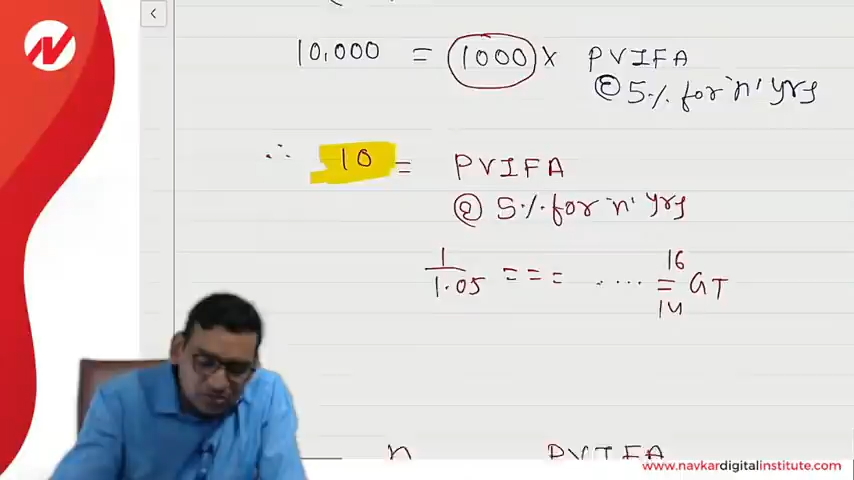 10,000 = 1000 x PVIFA
@ 5% for 'n' yrs
∴ 10 = PVIFA
@ 5% for 'n' yrs
1/1.05 = = = ..... = GT
16
14
n PVIFA
www.navkardigitalinstitute.com